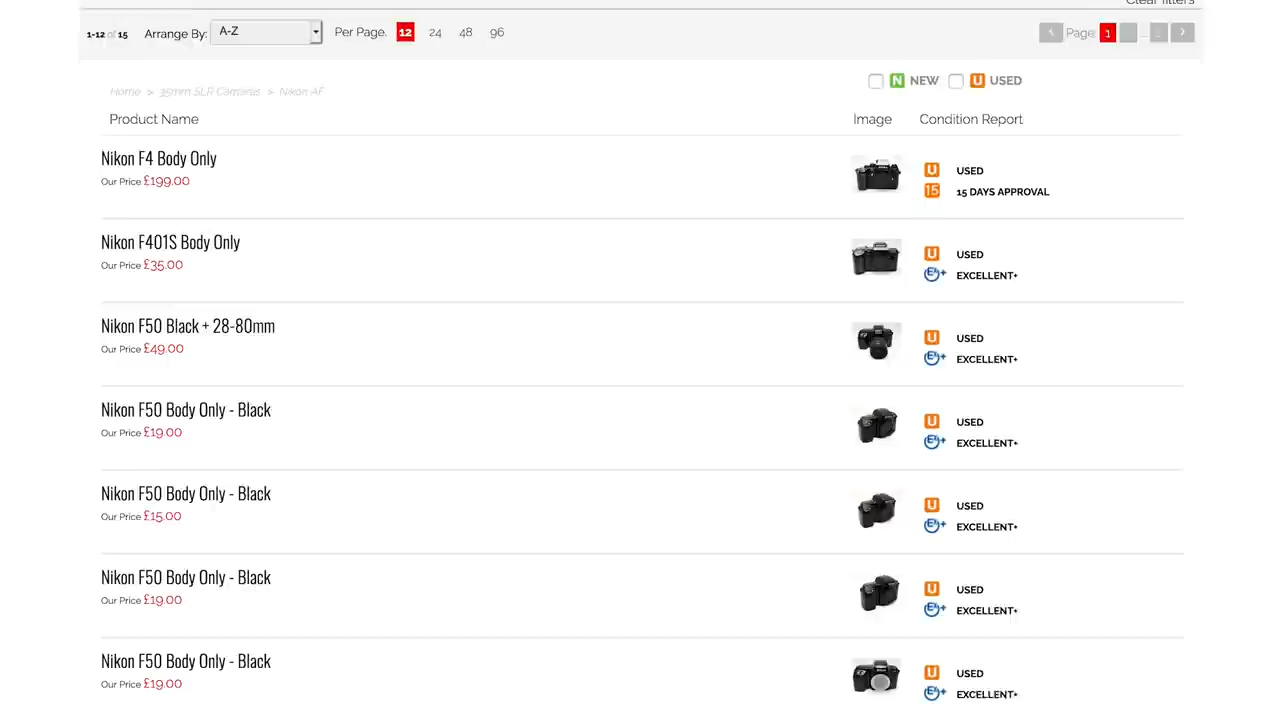 Clear filters
1-12 of 15 Arrange By: A-Z Per Page. 12 24 48 96 Page: 1 ...
Home > 35mm SLR Cameras > Nikon AF
N NEW U USED
Product Name Image Condition Report
Nikon F4 Body Only
Our Price £199.00
U USED
15 15 DAYS APPROVAL
Nikon F401S Body Only
Our Price £35.00
U USED
E+ EXCELLENT+
Nikon F50 Black + 28-80mm
Our Price £49.00
U USED
E+ EXCELLENT+
Nikon F50 Body Only - Black
Our Price £19.00
U USED
E+ EXCELLENT+
Nikon F50 Body Only - Black
Our Price £15.00
U USED
E+ EXCELLENT+
Nikon F50 Body Only - Black
Our Price £19.00
U USED
E+ EXCELLENT+
Nikon F50 Body Only - Black
Our Price £19.00
U USED
E+ EXCELLENT+